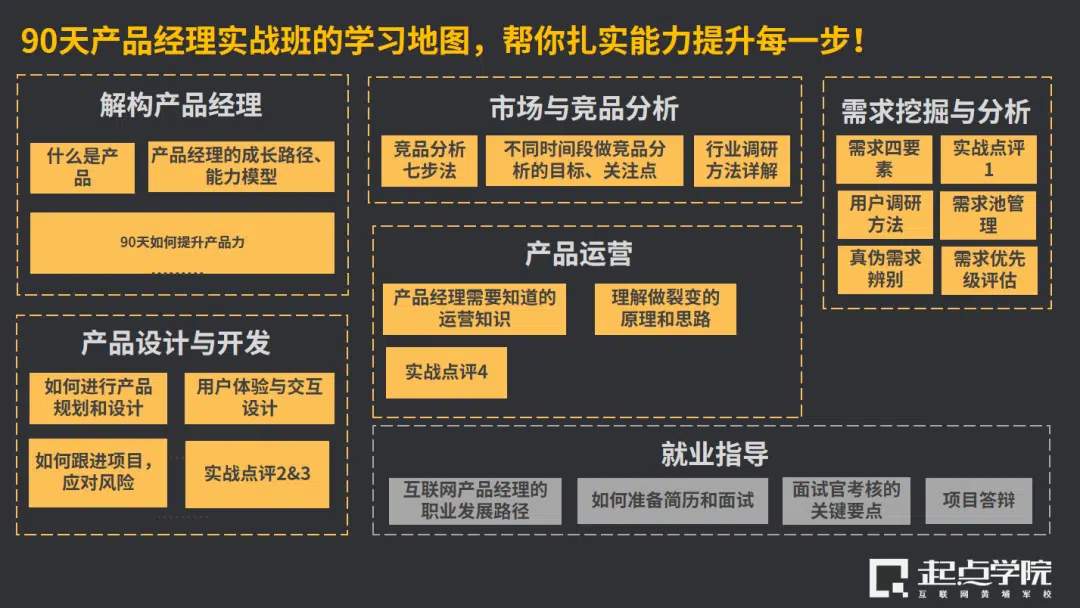 90天产品经理实战班的学习地图，帮你扎实能力提升每一步！
解构产品经理
什么是产
品
产品经理的成长路径、
能力模型
90天如何提升产品力
………
市场与竞品分析
竞品分析
七步法
不同时间段做竞品分
析的目标、关注点
行业调研
方法详解
需求挖掘与分析
需求四要
素
实战点评
1
用户调研
方法
需求池管
理
真伪需求
辨别
需求优先
级评估
产品运营
产品经理需要知道的
运营知识
理解做裂变的
原理和思路
实战点评4
产品设计与开发
如何进行产品
规划和设计
用户体验与交互
设计
如何跟进项目，
应对风险
实战点评2&3
就业指导
互联网产品经理的
职业发展路径
如何准备简历和面试
面试官考核的
关键要点
项目答辩
起点学院
互联网黄埔军校